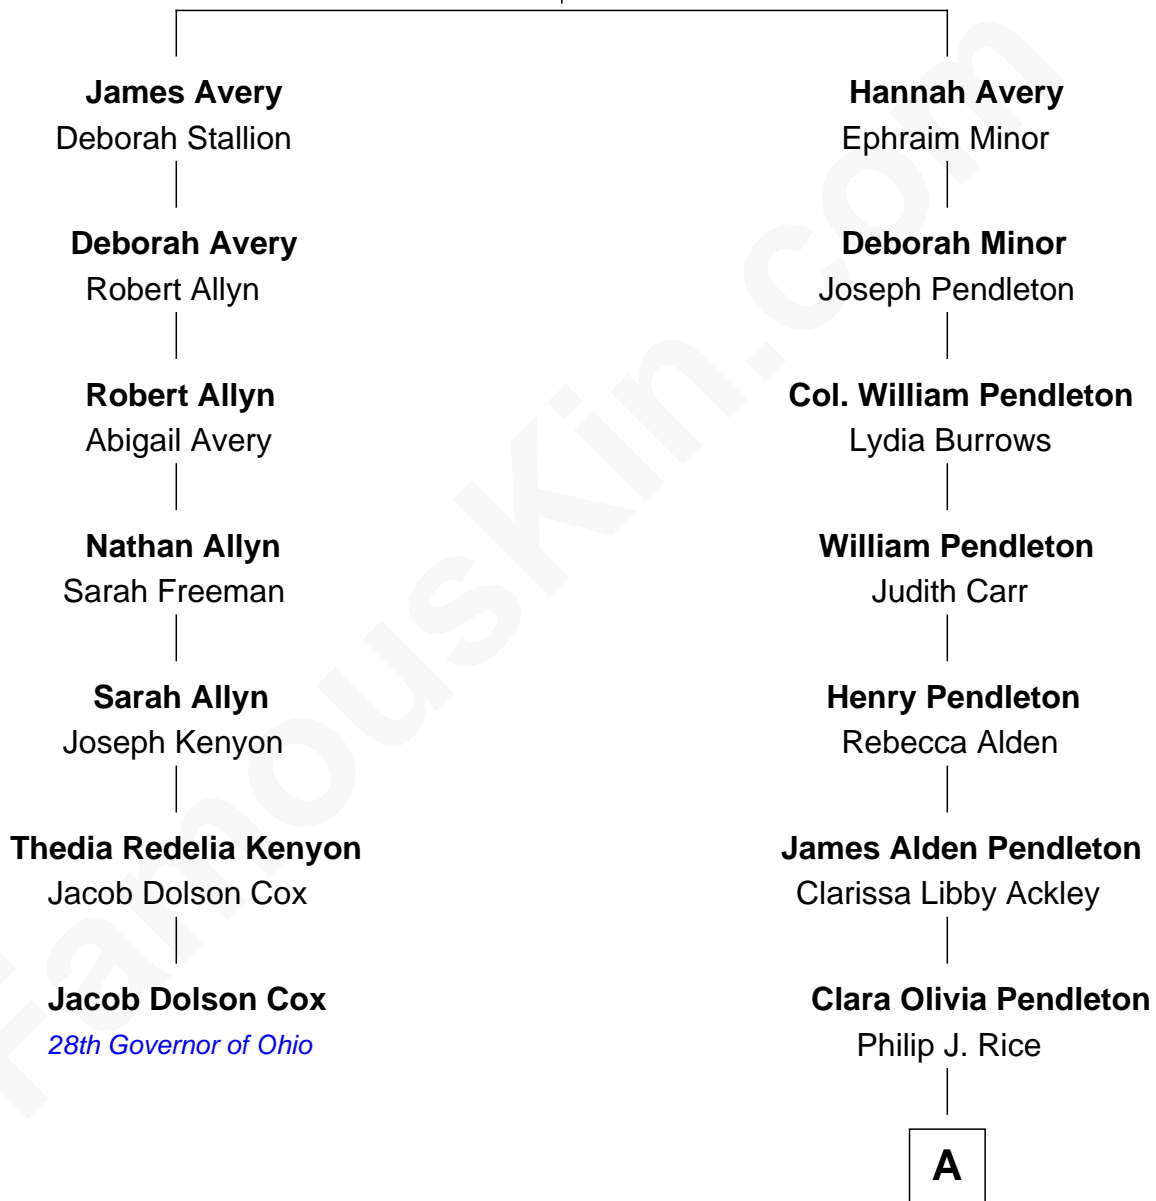 James Avery
Deborah Stallion
Hannah Avery
Ephraim Minor
Deborah Avery
Robert Allyn
Deborah Minor
Joseph Pendleton
Robert Allyn
Abigail Avery
Col. William Pendleton
Lydia Burrows
Nathan Allyn
Sarah Freeman
William Pendleton
Judith Carr
Sarah Allyn
Joseph Kenyon
Henry Pendleton
Rebecca Alden
Thedia Redelia Kenyon
Jacob Dolson Cox
James Alden Pendleton
Clarissa Libby Ackley
Jacob Dolson Cox
28th Governor of Ohio
Clara Olivia Pendleton
Philip J. Rice
A
FamousKin.com